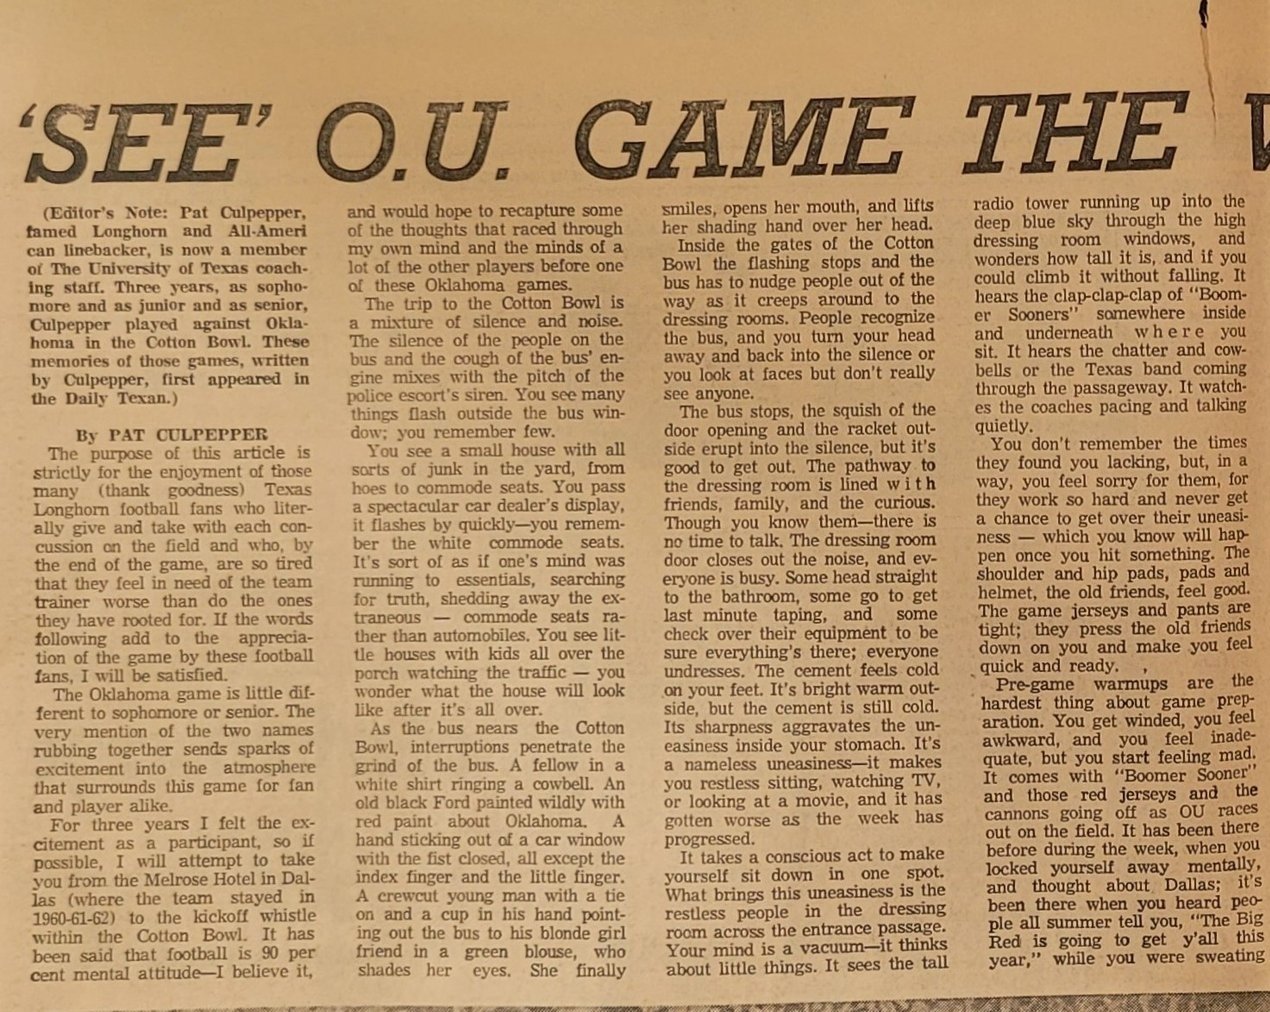 'SEE' O.U. GAME THE
(Editor's Note: Pat Culpepper,
famed Longhorn and All-Ameri
can linebacker, is now a member
of The University of Texas coach-
ing staff. Three years, as sopho-
more and as junior and as senior,
Culpepper played against Okla-
homa in the Cotton Bowl. These
memories of those games, written
by Culpepper, first appeared in
the Daily Texan.)
By PAT CULPEPPER
The purpose of this article is
strictly for the enjoyment of those
many (thank goodness) Texas
Longhorn football fans who liter-
ally give and take with each con-
cussion on the field and who, by
the end of the game, are so tired
that they feel in need of the team
trainer worse than do the ones
they have rooted for. If the words
following add to the apprecia-
tion of the game by these football
fans, I will be satisfied.
The Oklahoma game is little dif-
ferent to sophomore or senior. The
very mention of the two names
rubbing together sends sparks of
excitement into the atmosphere
that surrounds this game for fan
and player alike.
For three years I felt the ex-
citement as a participant, so if
possible, I will attempt to take
you from the Melrose Hotel in Dal-
las (where the team stayed in
1960-61-62) to the kickoff whistle
within the Cotton Bowl. It has
been said that football is 90 per
cent mental attitude—I believe it,
and would hope to recapture some
of the thoughts that raced through
my own mind and the minds of a
lot of the other players before one
of these Oklahoma games.
The trip to the Cotton Bowl is
a mixture of silence and noise.
The silence of the people on the
bus and the cough of the bus' en-
gine mixes with the pitch of the
police escort's siren. You see many
things flash outside the bus win-
dow; you remember few.
You see a small house with all
sorts of junk in the yard, from
hoes to commode seats. You pass
a spectacular car dealer's display,
it flashes by quickly—you remem-
ber the white commode seats.
It's sort of as if one's mind was
running to essentials, searching
for truth, shedding away the ex-
traneous — commode seats ra-
ther than automobiles. You see lit-
tle houses with kids all over the
porch watching the traffic — you
wonder what the house will look
like after it's all over.
As the bus nears the Cotton
Bowl, interruptions penetrate the
grind of the bus. A fellow in a
white shirt ringing a cowbell. An
old black Ford painted wildly with
red paint about Oklahoma. A
hand sticking out of a car window
with the fist closed, all except the
index finger and the little finger.
A crewcut young man with a tie
on and a cup in his hand point-
ing out the bus to his blonde girl
friend in a green blouse, who
shades her eyes. She finally
smiles, opens her mouth, and lifts
her shading hand over her head.
Inside the gates of the Cotton
Bowl the flashing stops and the
bus has to nudge people out of the
way as it creeps around to the
dressing rooms. People recognize
the bus, and you turn your head
away and back into the silence or
you look at faces but don't really
see anyone.
The bus stops, the squish of the
door opening and the racket out-
side erupt into the silence, but it's
good to get out. The pathway to
the dressing room is lined with
friends, family, and the curious.
Though you know them—there is
no time to talk. The dressing room
door closes out the noise, and ev-
eryone is busy. Some head straight
to the bathroom, some go to get
last minute taping, and some
check over their equipment to be
sure everything's there; everyone
undresses. The cement feels cold
on your feet. It's bright warm out-
side, but the cement is still cold.
Its sharpness aggravates the un-
easiness inside your stomach. It's
a nameless uneasiness—it makes
you restless sitting, watching TV,
or looking at a movie, and it has
gotten worse as the week has
progressed.
It takes a conscious act to make
yourself sit down in one spot.
What brings this uneasiness is the
restless people in the dressing
room across the entrance passage.
Your mind is a vacuum—it thinks
about little things. It sees the tall
radio tower running up into the
deep blue sky through the high
dressing room windows, and
wonders how tall it is, and if you
could climb it without falling. It
hears the clap-clap-clap of "Boom-
er Sooners" somewhere inside
and underneath where you
sit. It hears the chatter and cow-
bells or the Texas band coming
through the passageway. It watch-
es the coaches pacing and talking
quietly.
You don't remember the times
they found you lacking, but, in a
way, you feel sorry for them, for
they work so hard and never get
a chance to get over their uneasi-
ness — which you know will hap-
pen once you hit something. The
shoulder and hip pads, pads and
helmet, the old friends, feel good.
The game jerseys and pants are
tight; they press the old friends
down on you and make you feel
quick and ready.
Pre-game warmups are the
hardest thing about game prep-
aration. You get winded, you feel
awkward, and you feel inade-
quate, but you start feeling mad.
It comes with "Boomer Sooner"
and those red jerseys and the
cannons going off as OU races
out on the field. It has been there
before during the week, when you
locked yourself away mentally,
and thought about Dallas; it's
been there when you heard peo-
ple all summer tell you, "The Big
Red is going to get y'all this
year," while you were sweating